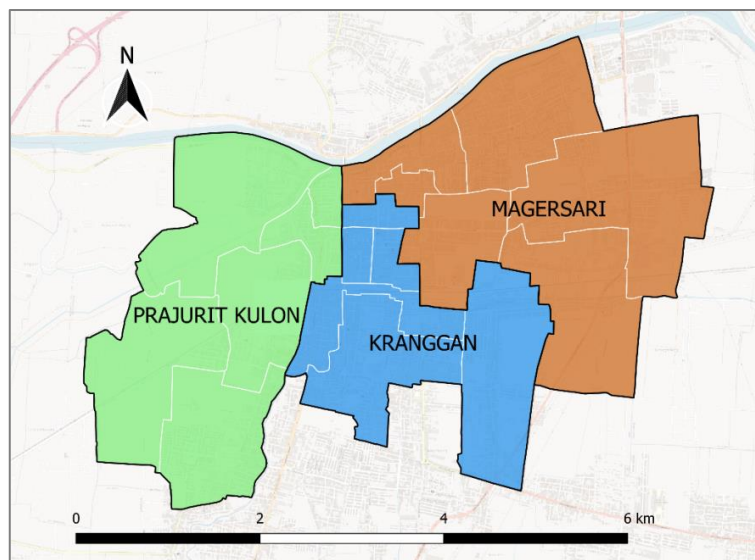 N
MAGERSARI
PRAJURIT KULON
KRANGGAN
0 2 4 6 km